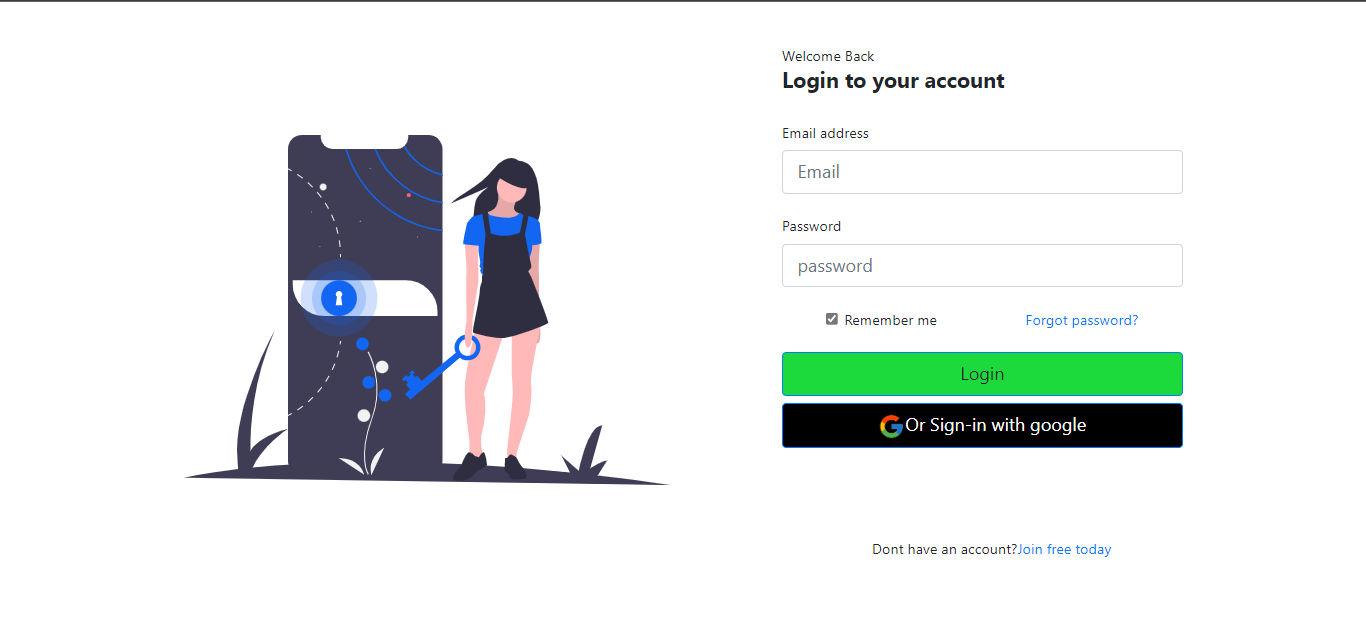 Welcome Back
Login to your account
Email address
Email
Password
password
Remember me Forgot password?
Login
Or Sign-in with google
Dont have an account?Join free today